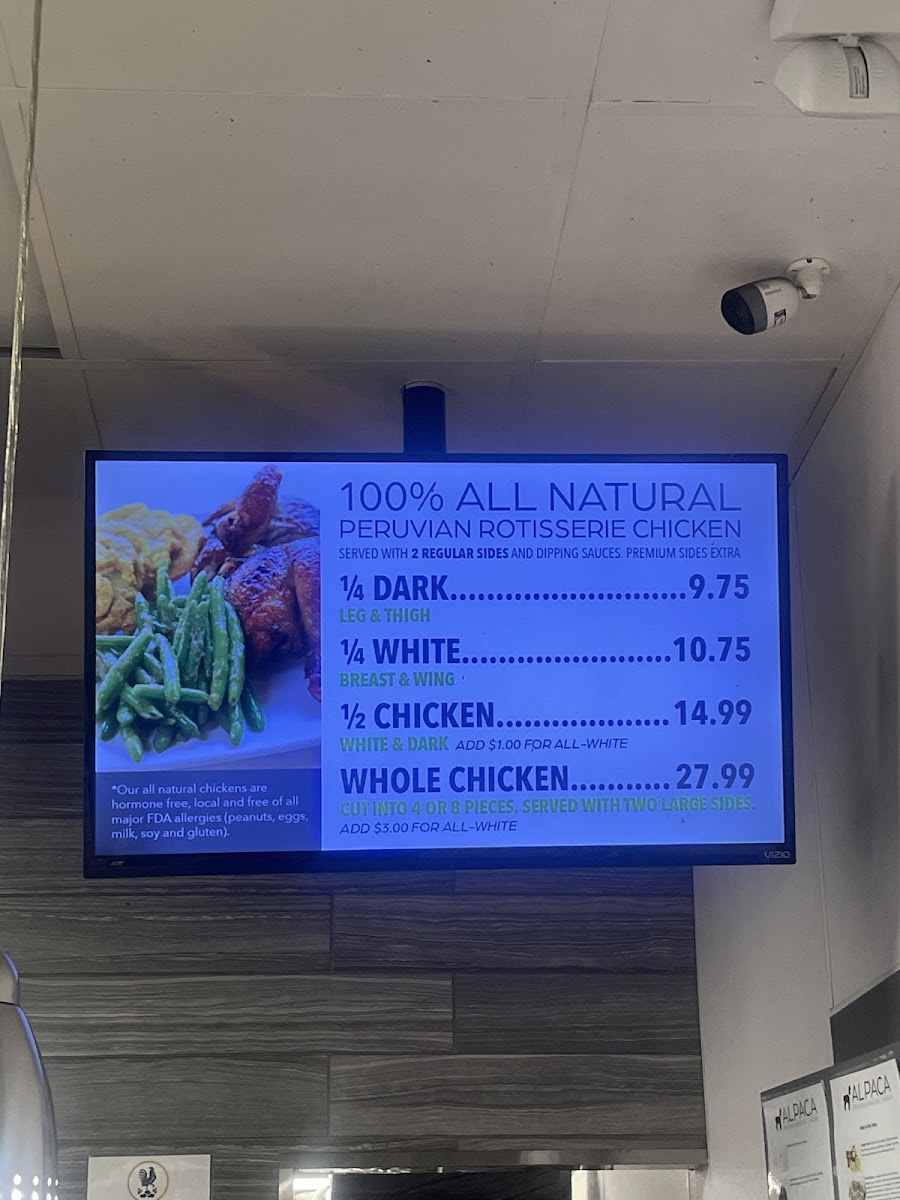 100% ALL NATURAL
PERUVIAN ROTISSERIE CHICKEN
SERVED WITH 2 REGULAR SIDES AND DIPPING SAUCES. PREMIUM SIDES EXTRA
¼ DARK..........................9.75
LEG & THIGH
¼ WHITE.......................10.75
BREAST & WING
½ CHICKEN...................14.99
WHITE & DARK ADD $1.00 FOR ALL-WHITE
WHOLE CHICKEN...........27.99
CUT INTO 4 OR 8 PIECES. SERVED WITH TWO LARGE SIDES.
ADD $3.00 FOR ALL-WHITE
*Our all natural chickens are
hormone free, local and free of all
major FDA allergies (peanuts, eggs,
milk, soy and gluten).
VIZIO
ALPACA
ALPACA